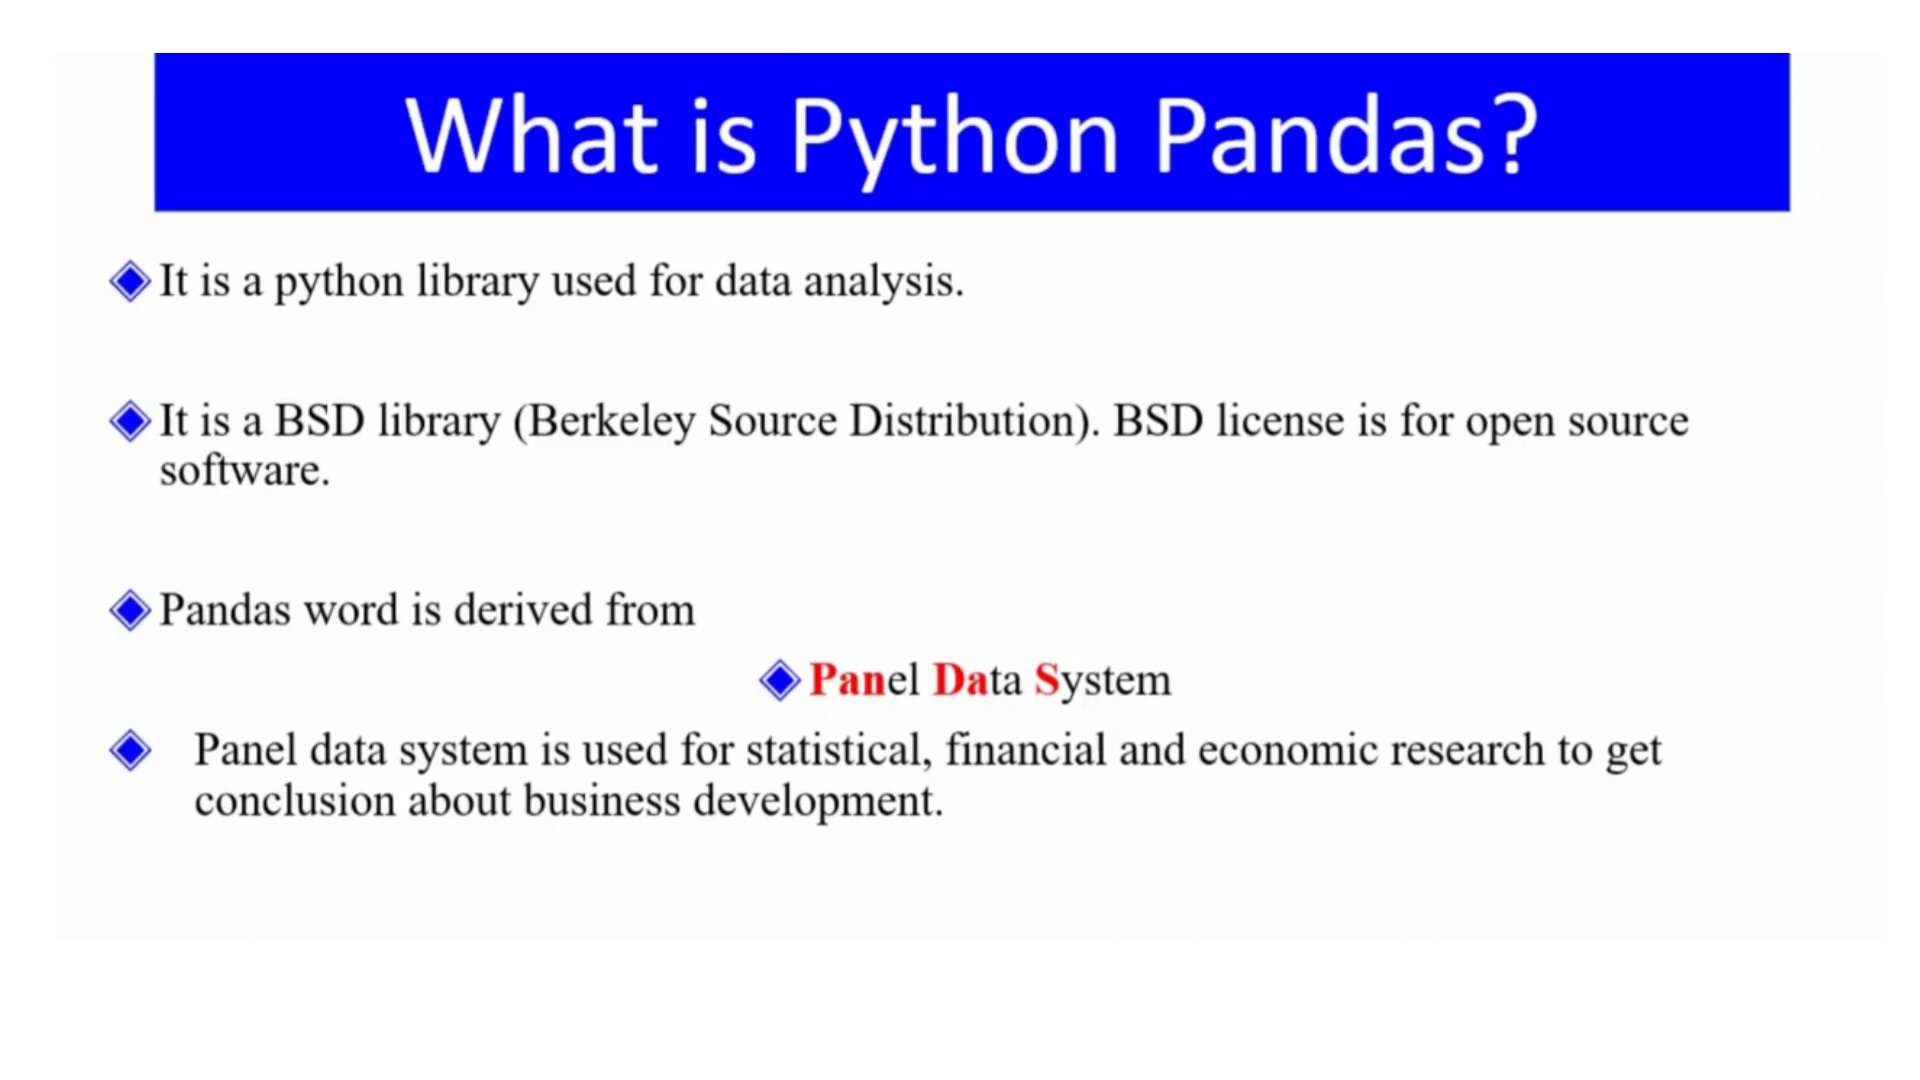 What is Python Pandas?
It is a python library used for data analysis.
It is a BSD library (Berkeley Source Distribution). BSD license is for open source
software.
Pandas word is derived from
Panel Data System
Panel data system is used for statistical, financial and economic research to get
conclusion about business development.